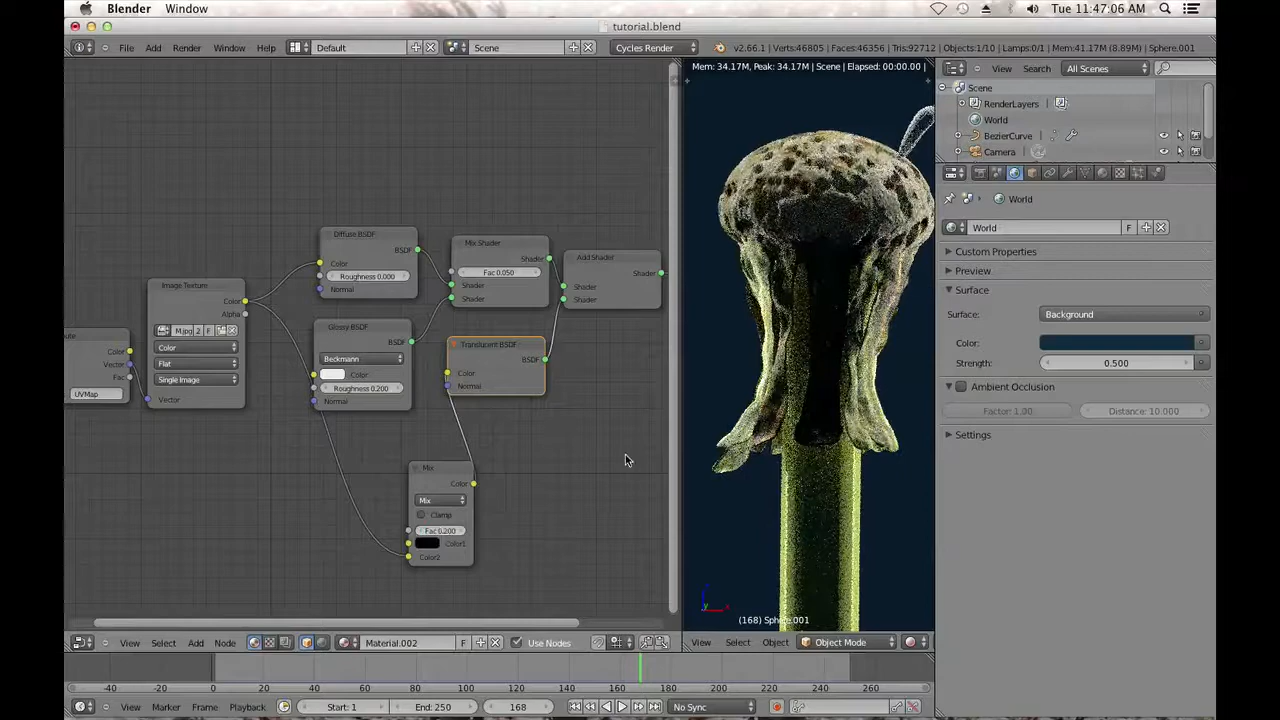 Blender Window
Tue 11:47:06 AM
tutorial.blend
File Add Render Window Help
Default
Scene
Cycles Render
v2.66.1 | Verts:46805 | Faces:46356 | Tris:92712 | Objects:1/10 | Lamps:0/1 | Mem:41.17M (8.89M) | Sphere.001
Mem: 34.17M, Peak: 34.17M | Scene | Elapsed: 00:00.00 |
View Search All Scenes
Scene
RenderLayers
World
BezierCurve
Camera
World
World
F
Custom Properties
Preview
Surface
Surface: Background
Color:
Strength: 0.500
Ambient Occlusion
Factor: 1.00 Distance: 10.000
Settings
Color
Vector
Fac
UVMap
Image Texture
Color
Alpha
M.jpg 2 F
Color
Flat
Single Image
Vector
Diffuse BSDF
BSDF
Color
Roughness 0.000
Normal
Glossy BSDF
BSDF
Beckmann
Color
Roughness 0.200
Normal
Mix Shader
Shader
Fac 0.050
Shader
Shader
Add Shader
Shader
Shader
Shader
Translucent BSDF
BSDF
Color
Normal
Mix
Color
Mix
Clamp
Fac 0.200
Color1
Color2
(168) Sphere.001
View Select Add Node
Material.002
F
Use Nodes
View Select Object
Object Mode
-40 -20 0 20 40 60 80 100 120 140 160 180 200 220 240 260
View Marker Frame Playback
Start: 1
End: 250
168
No Sync